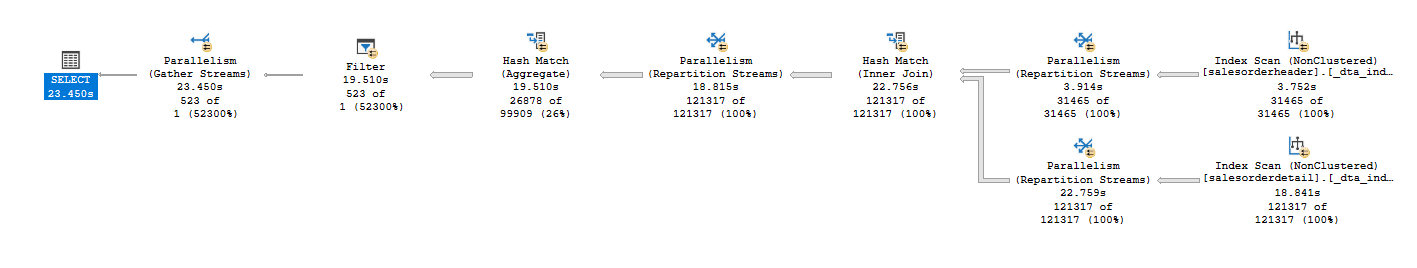 SELECT
23.450s
Parallelism
(Gather Streams)
23.450s
523 of
1 (52300%)
Filter
19.510s
523 of
1 (52300%)
Hash Match
(Aggregate)
19.510s
26878 of
99909 (26%)
Parallelism
(Repartition Streams)
18.815s
121317 of
121317 (100%)
Hash Match
(Inner Join)
22.756s
121317 of
121317 (100%)
Parallelism
(Repartition Streams)
3.914s
31465 of
31465 (100%)
Index Scan (NonClustered)
[salesorderheader].[_dta_ind…
3.752s
31465 of
31465 (100%)
Parallelism
(Repartition Streams)
22.759s
121317 of
121317 (100%)
Index Scan (NonClustered)
[salesorderdetail].[_dta_ind…
18.841s
121317 of
121317 (100%)